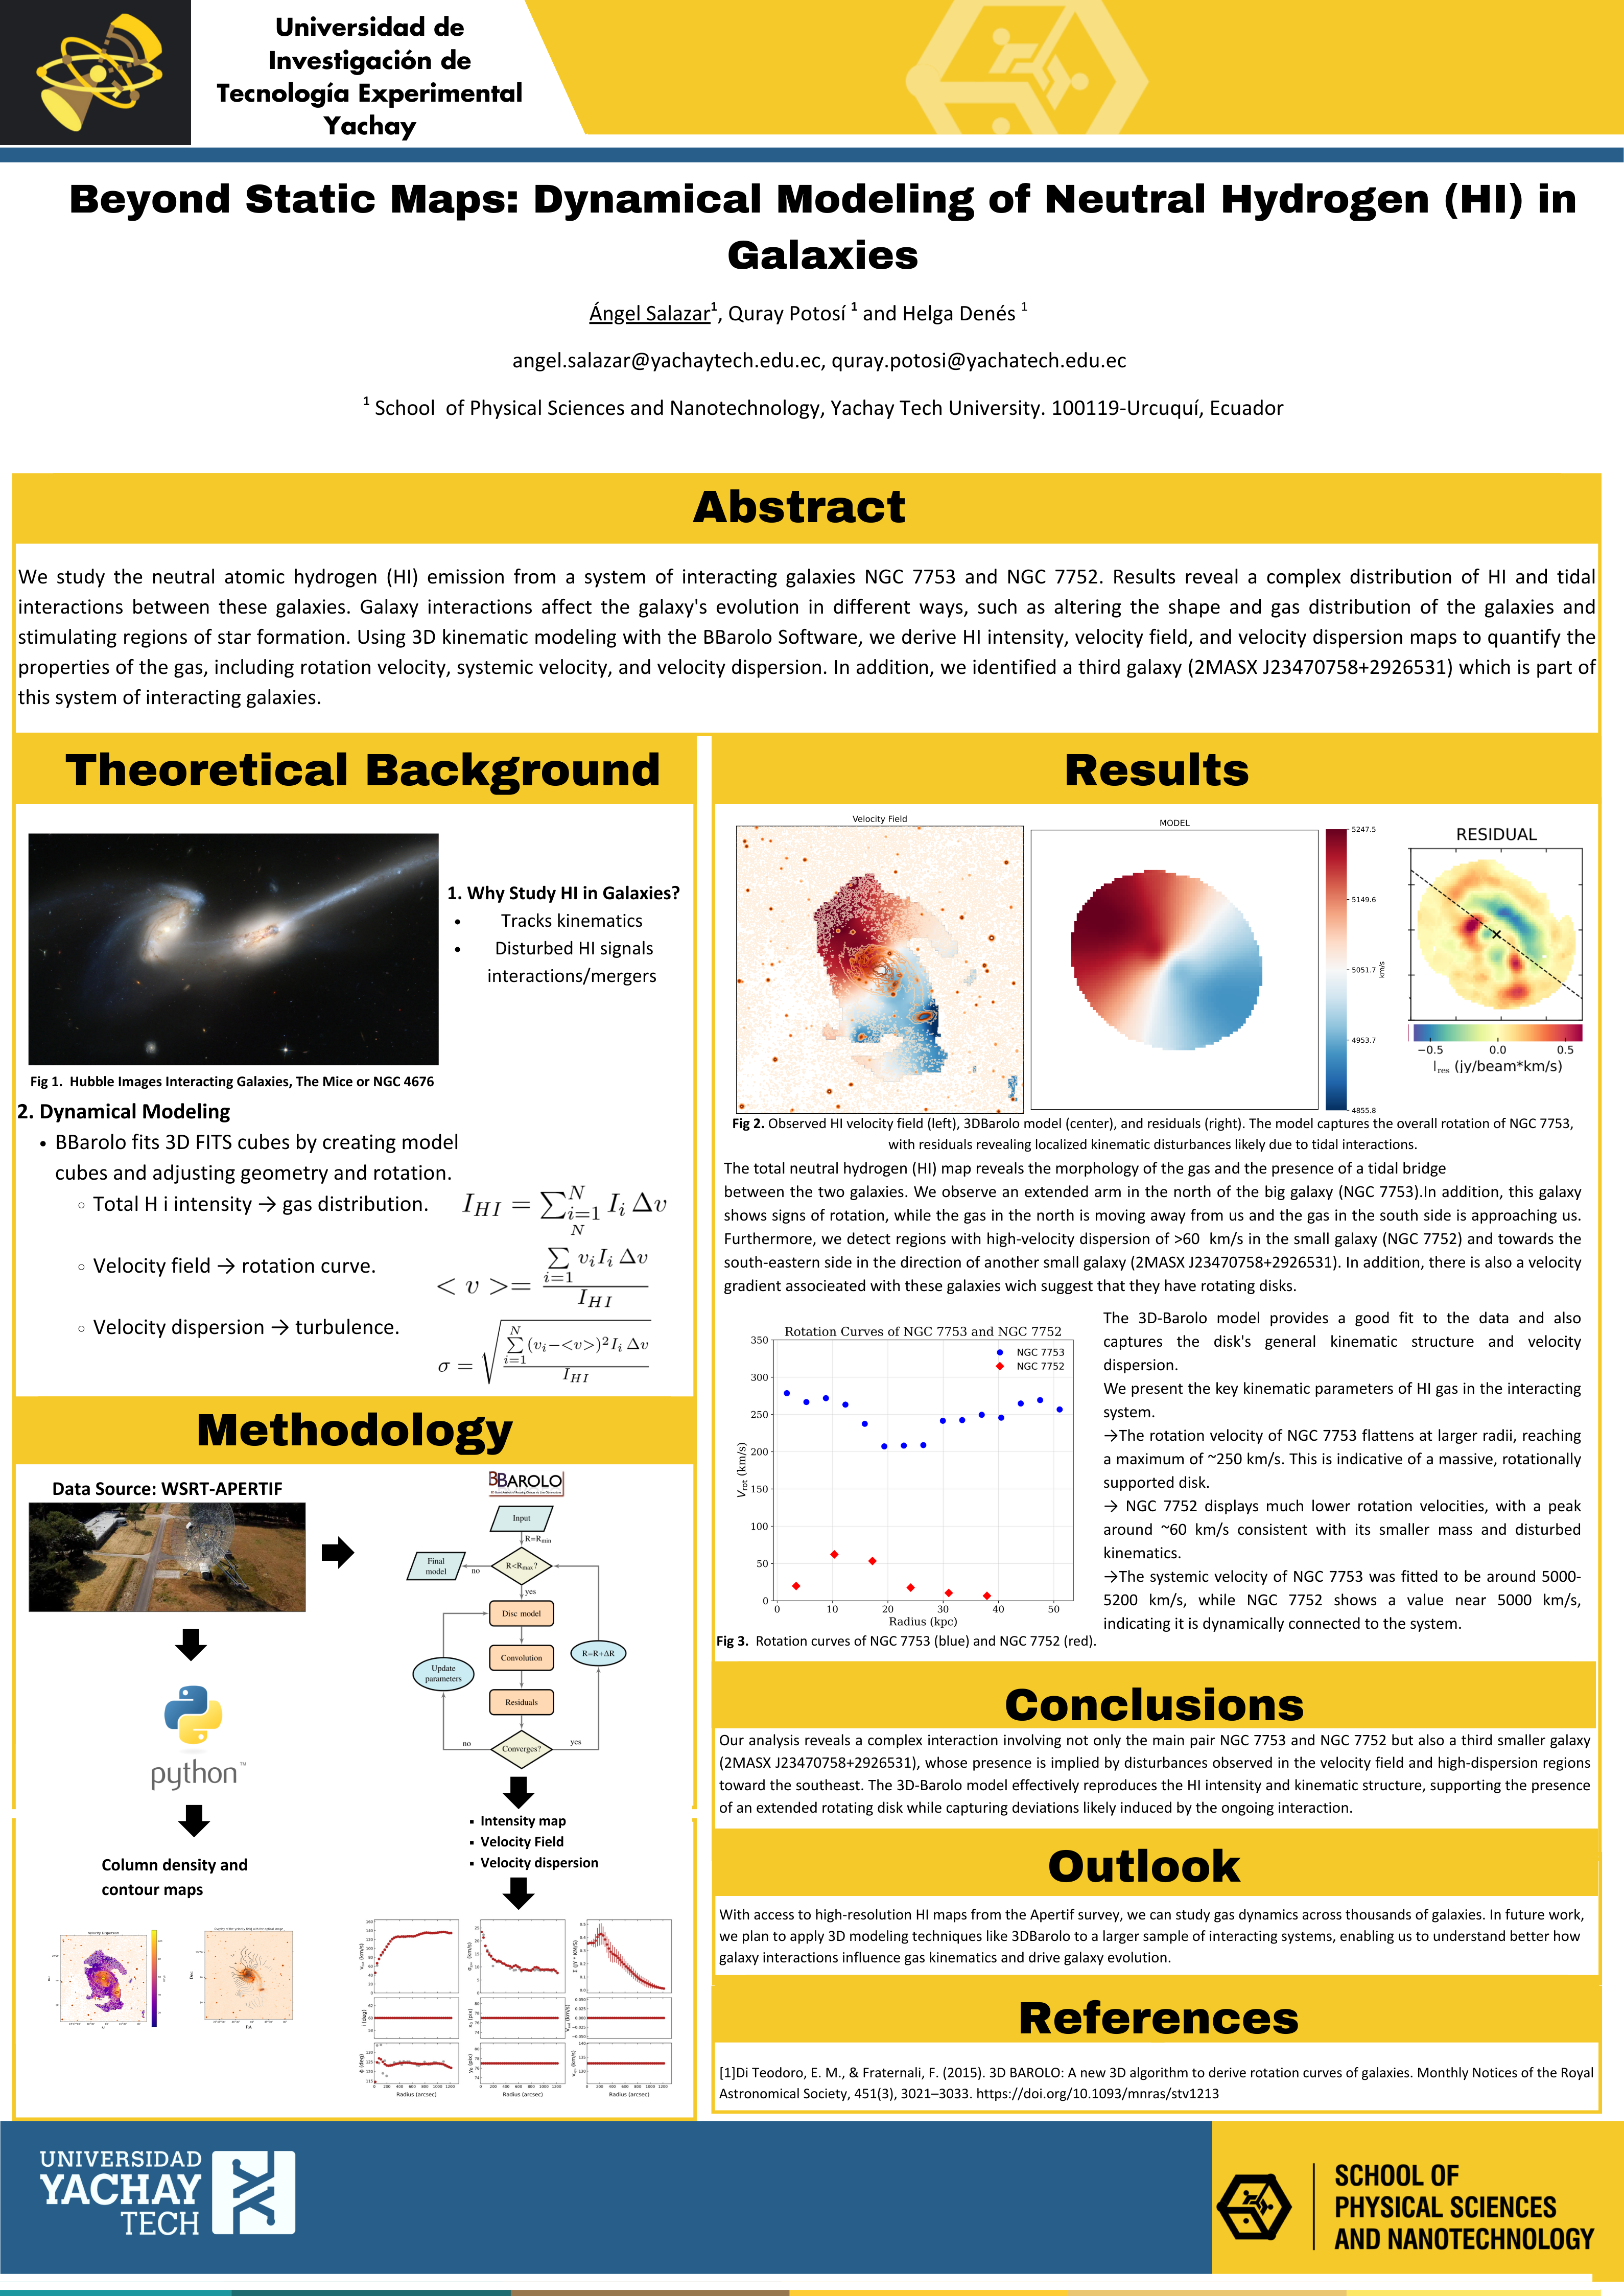 Universidad de
Investigación de
Tecnología Experimental
Yachay
Beyond Static Maps: Dynamical Modeling of Neutral Hydrogen (HI) in
Galaxies
Ángel Salazar¹, Quray Potosí ¹ and Helga Denés ¹
angel.salazar@yachaytech.edu.ec, quray.potosi@yachatech.edu.ec
¹ School of Physical Sciences and Nanotechnology, Yachay Tech University. 100119-Urcuquí, Ecuador
Abstract
We study the neutral atomic hydrogen (HI) emission from a system of interacting galaxies NGC 7753 and NGC 7752. Results reveal a complex distribution of HI and tidal
interactions between these galaxies. Galaxy interactions affect the galaxy's evolution in different ways, such as altering the shape and gas distribution of the galaxies and
stimulating regions of star formation. Using 3D kinematic modeling with the BBarolo Software, we derive HI intensity, velocity field, and velocity dispersion maps to quantify the
properties of the gas, including rotation velocity, systemic velocity, and velocity dispersion. In addition, we identified a third galaxy (2MASX J23470758+2926531) which is part of
this system of interacting galaxies.
Theoretical Background
1. Why Study HI in Galaxies?
• Tracks kinematics
• Disturbed HI signals
interactions/mergers
Fig 1. Hubble Images Interacting Galaxies, The Mice or NGC 4676
2. Dynamical Modeling
• BBarolo fits 3D FITS cubes by creating model
cubes and adjusting geometry and rotation.
◦ Total H i intensity → gas distribution.
I_{HI} = \sum_{i=1}^{N} I_i Δv
◦ Velocity field → rotation curve.
< v >= \frac{\sum_{i=1}^{N} v_i I_i Δv}{I_{HI}}
◦ Velocity dispersion → turbulence.
σ = \sqrt{\frac{\sum_{i=1}^{N} (v_i-<v>)^2 I_i Δv}{I_{HI}}}
Methodology
Data Source: WSRT-APERTIF
python™
Column density and
contour maps
Velocity Dispersion
RA
Dec
BBAROLO
Input
R=Rmin
Final
model
no
R<Rmax?
yes
Disc model
Convolution
R=R+ΔR
Update
parameters
Residuals
no
Converges?
yes
▪ Intensity map
▪ Velocity Field
▪ Velocity dispersion
i (deg)
φ (deg)
0 200 400 600 800 1000 1200
0 200 400 600 800 1000 1200
0 200 400 600 800 1000 1200
Radius (arcsec)
Radius (arcsec)
Radius (arcsec)
Results
Velocity Field
MODEL
5247.5
5149.6
5051.7
4953.7
4855.8
km/s
RESIDUAL
−0.5 0.0 0.5
Ires (jy/beam*km/s)
Fig 2. Observed HI velocity field (left), 3DBarolo model (center), and residuals (right). The model captures the overall rotation of NGC 7753,
with residuals revealing localized kinematic disturbances likely due to tidal interactions.
The total neutral hydrogen (HI) map reveals the morphology of the gas and the presence of a tidal bridge
between the two galaxies. We observe an extended arm in the north of the big galaxy (NGC 7753).In addition, this galaxy
shows signs of rotation, while the gas in the north is moving away from us and the gas in the south side is approaching us.
Furthermore, we detect regions with high-velocity dispersion of >60 km/s in the small galaxy (NGC 7752) and towards the
south-eastern side in the direction of another small galaxy (2MASX J23470758+2926531). In addition, there is also a velocity
gradient associeated with these galaxies wich suggest that they have rotating disks.
Rotation Curves of NGC 7753 and NGC 7752
NGC 7753
NGC 7752
350
300
250
200
150
100
50
0
Vrot (km/s)
0 10 20 30 40 50
Radius (kpc)
Fig 3. Rotation curves of NGC 7753 (blue) and NGC 7752 (red).
The 3D-Barolo model provides a good fit to the data and also
captures the disk's general kinematic structure and velocity
dispersion.
We present the key kinematic parameters of HI gas in the interacting
system.
→The rotation velocity of NGC 7753 flattens at larger radii, reaching
a maximum of ~250 km/s. This is indicative of a massive, rotationally
supported disk.
→ NGC 7752 displays much lower rotation velocities, with a peak
around ~60 km/s consistent with its smaller mass and disturbed
kinematics.
→The systemic velocity of NGC 7753 was fitted to be around 5000-
5200 km/s, while NGC 7752 shows a value near 5000 km/s,
indicating it is dynamically connected to the system.
Conclusions
Our analysis reveals a complex interaction involving not only the main pair NGC 7753 and NGC 7752 but also a third smaller galaxy
(2MASX J23470758+2926531), whose presence is implied by disturbances observed in the velocity field and high-dispersion regions
toward the southeast. The 3D-Barolo model effectively reproduces the HI intensity and kinematic structure, supporting the presence
of an extended rotating disk while capturing deviations likely induced by the ongoing interaction.
Outlook
With access to high-resolution HI maps from the Apertif survey, we can study gas dynamics across thousands of galaxies. In future work,
we plan to apply 3D modeling techniques like 3DBarolo to a larger sample of interacting systems, enabling us to understand better how
galaxy interactions influence gas kinematics and drive galaxy evolution.
References
[1]Di Teodoro, E. M., & Fraternali, F. (2015). 3D BAROLO: A new 3D algorithm to derive rotation curves of galaxies. Monthly Notices of the Royal
Astronomical Society, 451(3), 3021–3033. https://doi.org/10.1093/mnras/stv1213
UNIVERSIDAD
YACHAY
TECH
SCHOOL OF
PHYSICAL SCIENCES
AND NANOTECHNOLOGY